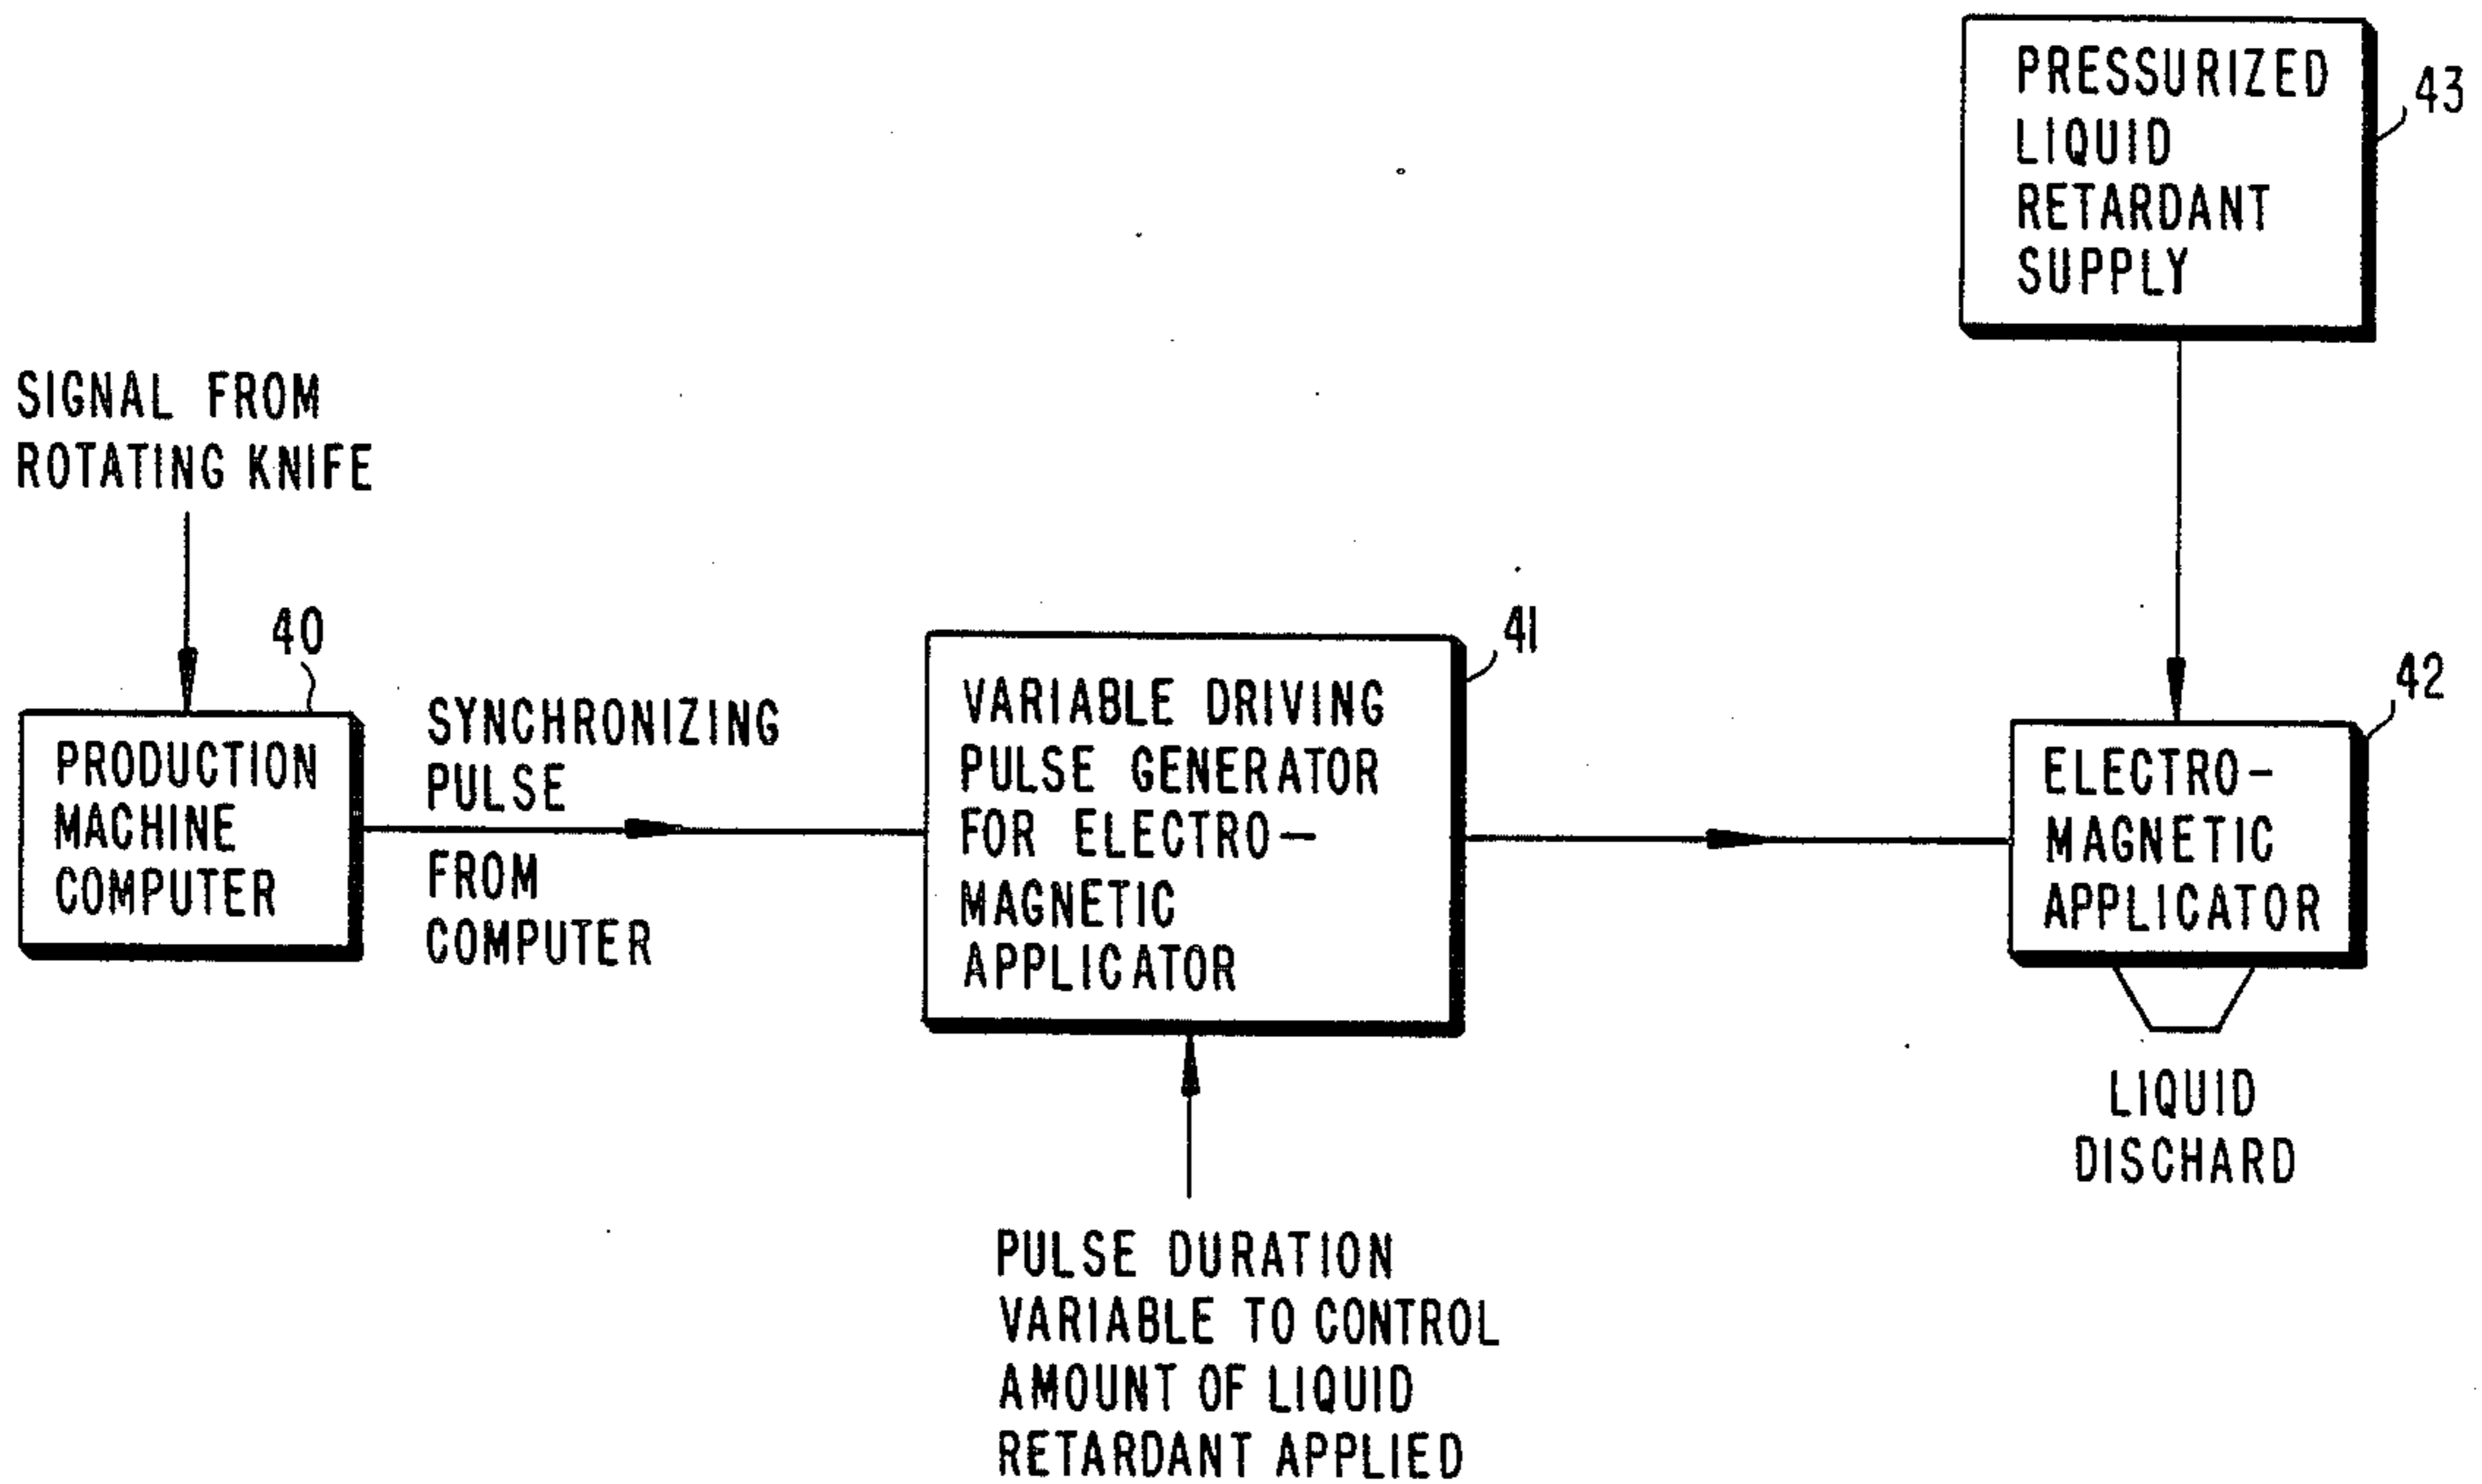 PRESSURIZED
LIQUID
RETARDANT
SUPPLY
43
SIGNAL FROM
ROTATING KNIFE
40
PRODUCTION
MACHINE
COMPUTER
SYNCHRONIZING
PULSE
FROM
COMPUTER
41
VARIABLE DRIVING
PULSE GENERATOR
FOR ELECTRO-
MAGNETIC
APPLICATOR
42
ELECTRO-
MAGNETIC
APPLICATOR
LIQUID
DISCHARD
PULSE DURATION
VARIABLE TO CONTROL
AMOUNT OF LIQUID
RETARDANT APPLIED